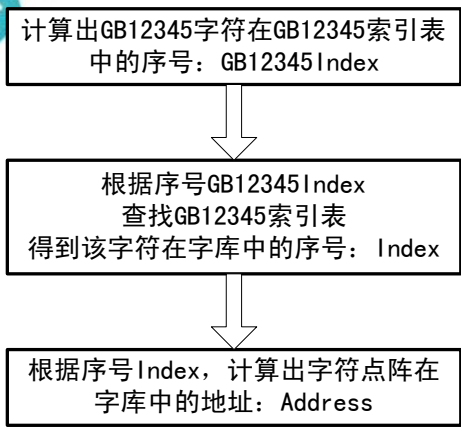 计算出GB12345字符在GB12345索引表
中的序号：GB12345Index
根据序号GB12345Index
查找GB12345索引表
得到该字符在字库中的序号：Index
根据序号Index，计算出字符点阵在
字库中的地址：Address